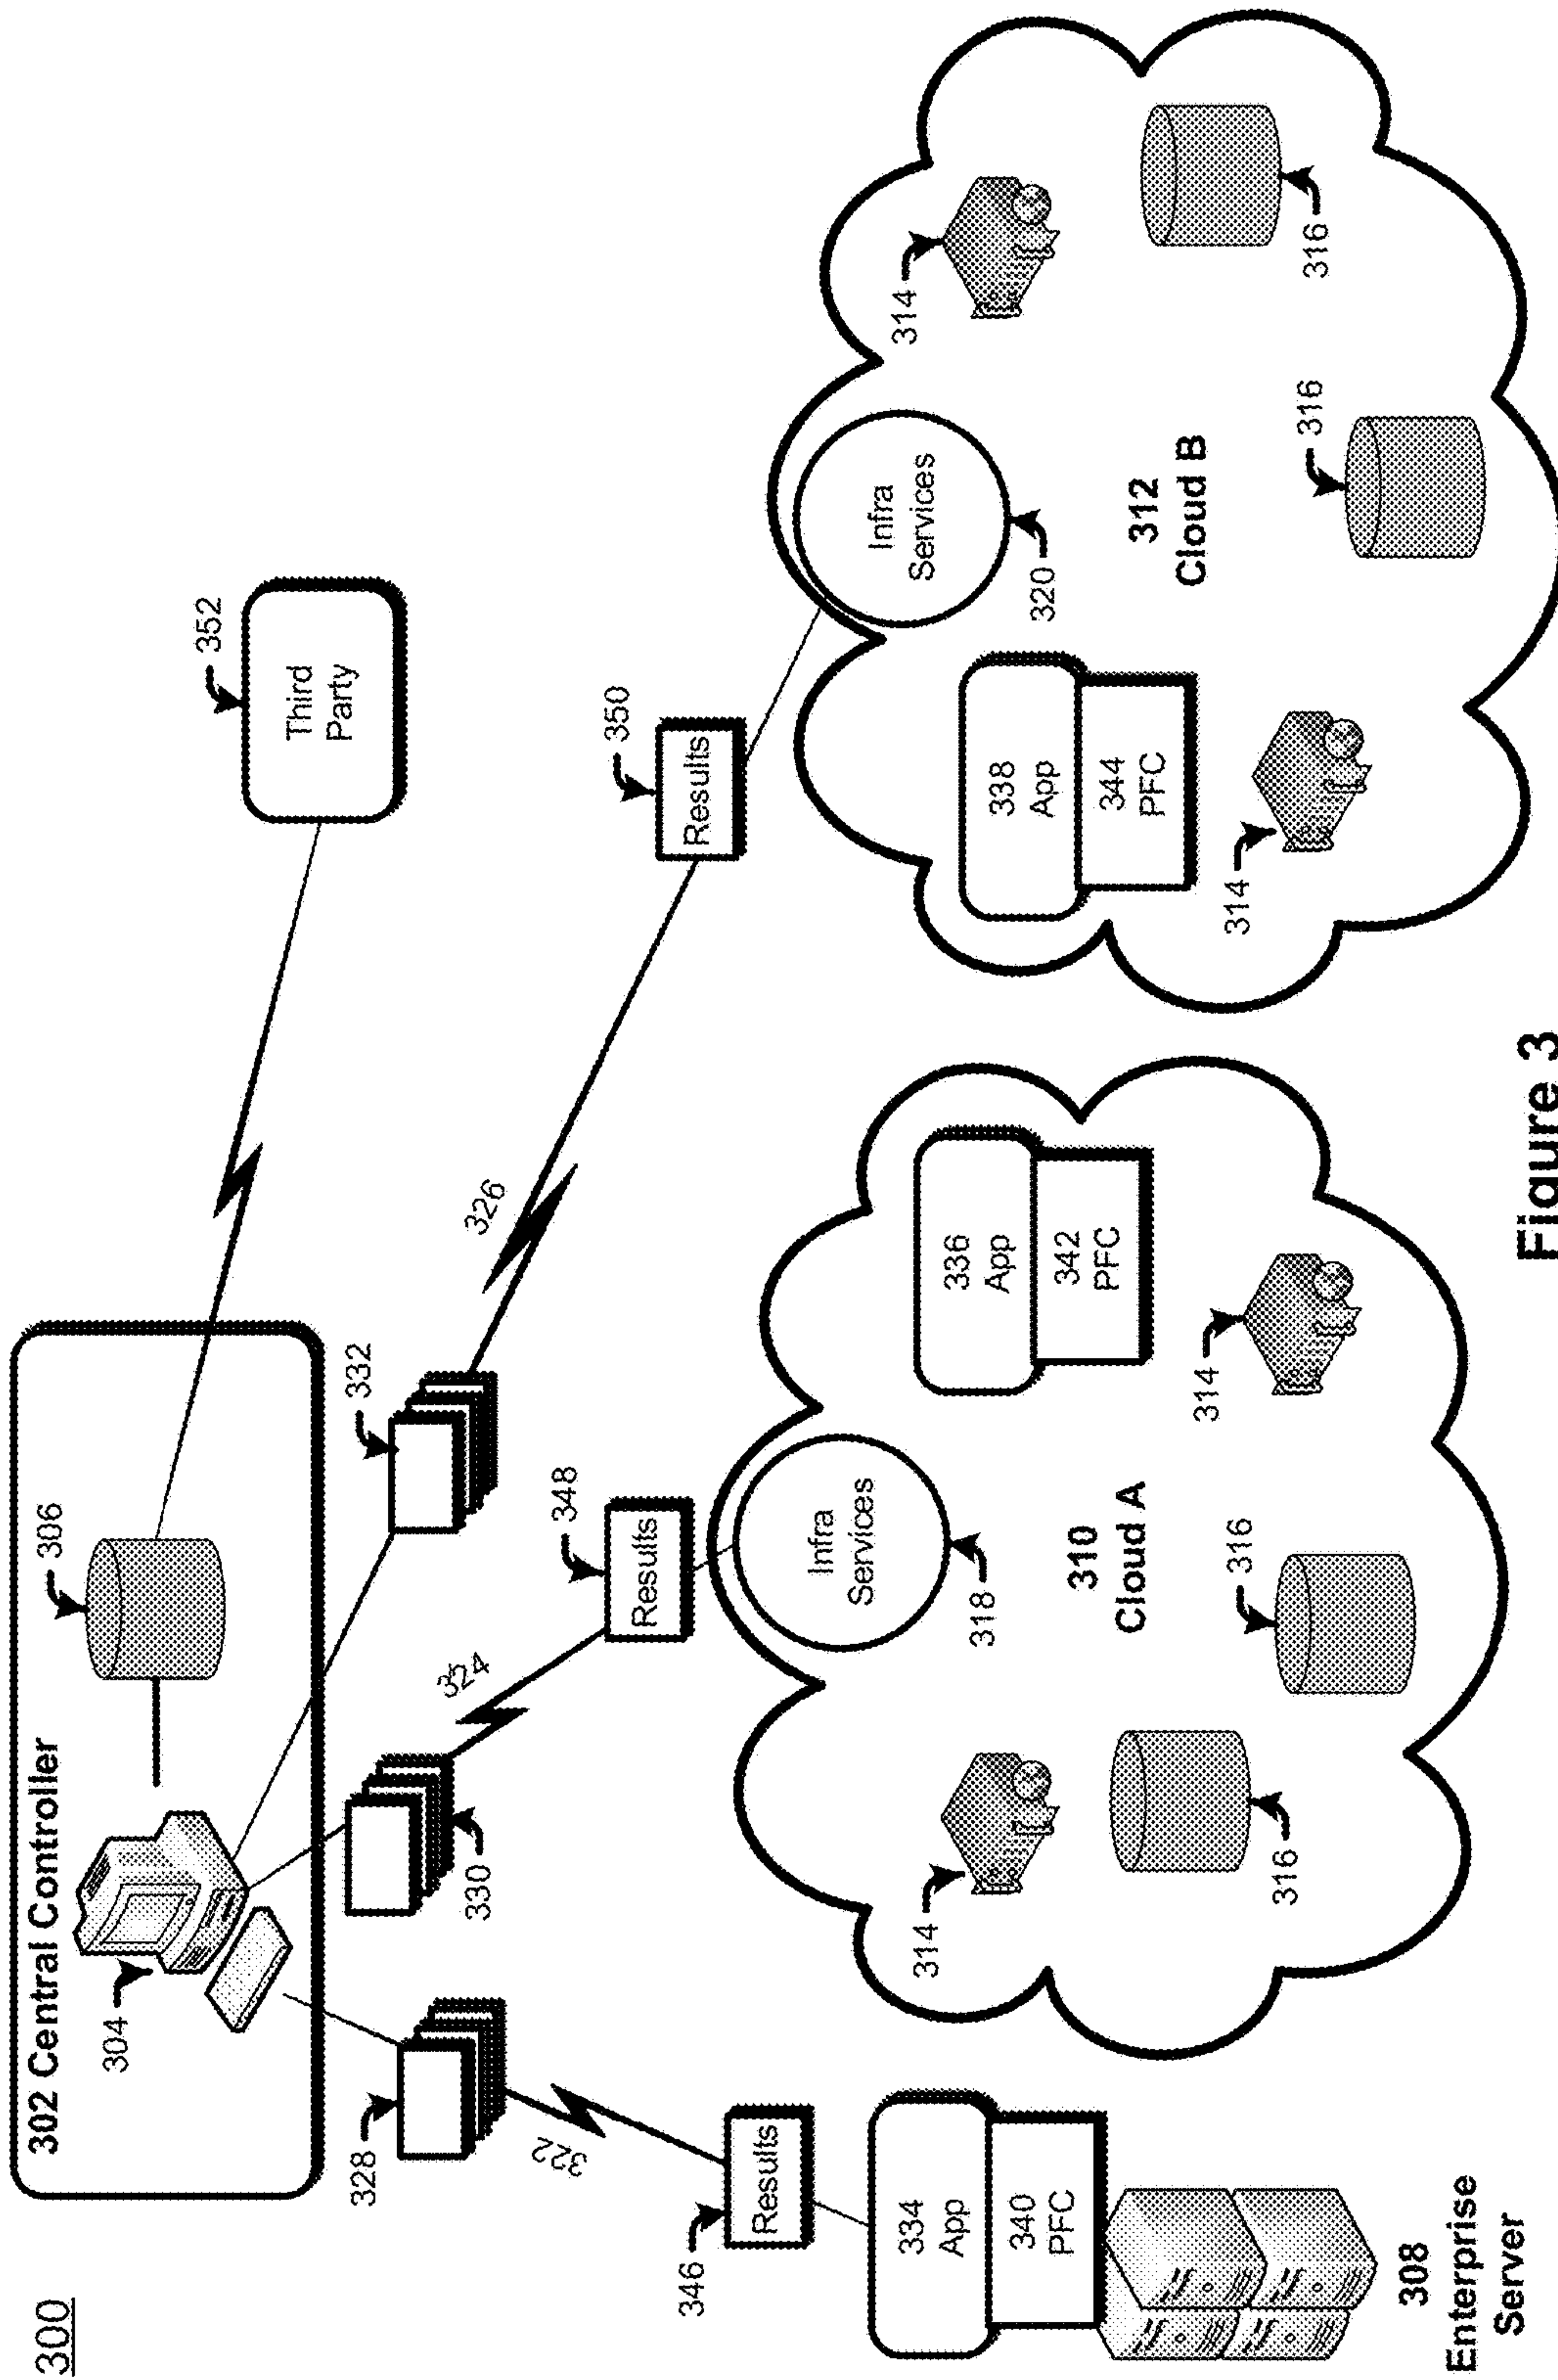 300
302 Central Controller
304
306
352
Third
Party
328
330
332
322
324
326
346
Results
348
Results
350
Results
334
App
340
PFC
308
Enterprise
Server
Infra
Services
318
310
Cloud A
336
App
342
PFC
314
314
316
316
Infra
Services
320
312
Cloud B
338
App
344
PFC
314
314
316
316
Figure 3